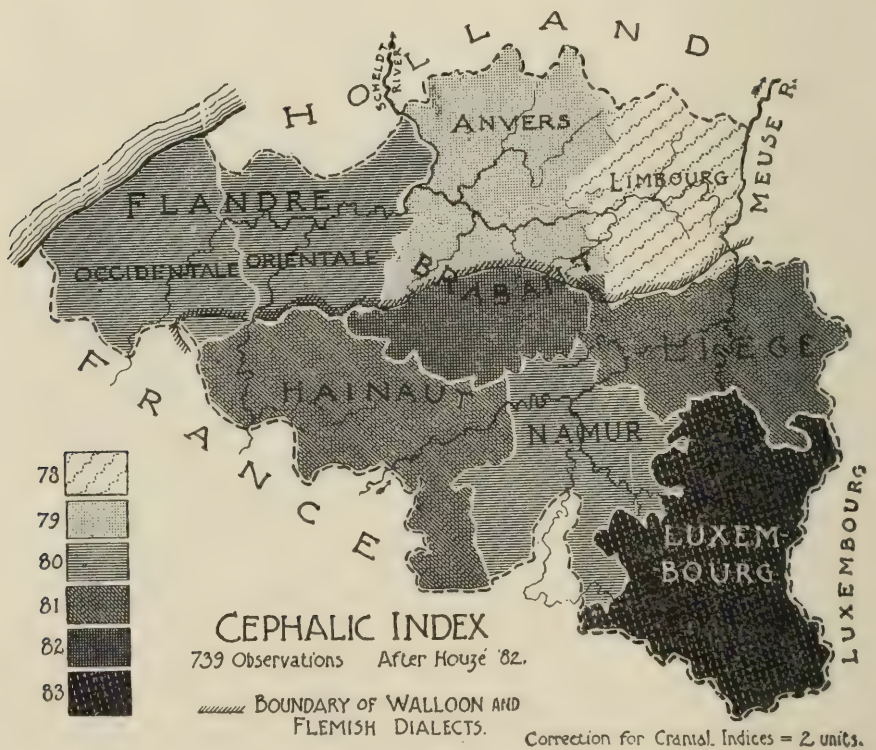 HOLLAND
SCHELDT
RIVER
MEUSE R.
ANVERS
LIMBOURG
FLANDRE
OCCIDENTALE ORIENTALE
BRABANT
LIEGE
HAINAUT
NAMUR
FRANCE
LUXEM-
BOURG
LUXEMBOURG
78
79
80
81
82
83
CEPHALIC INDEX
739 Observations After Houzé '82.
BOUNDARY OF WALLOON AND
FLEMISH DIALECTS.
Correction for Cranial Indices = 2 units.